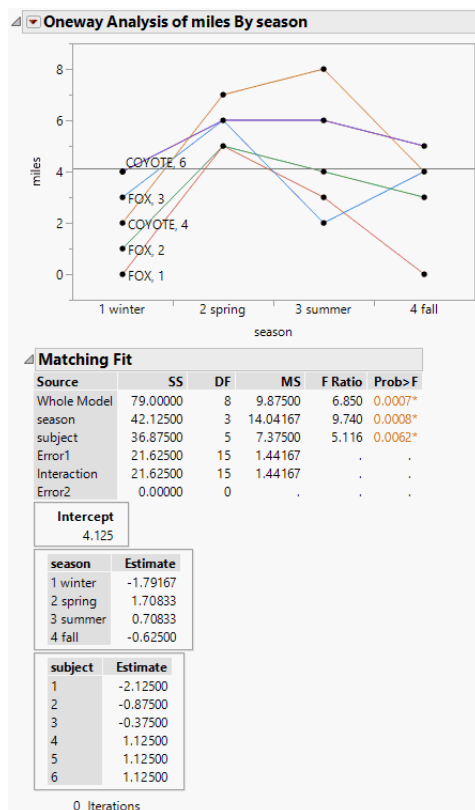 Oneway Analysis of miles By season
8
6
4
2
0
miles
COYOTE, 6
FOX, 3
COYOTE, 4
FOX, 2
FOX, 1
1 winter 2 spring 3 summer 4 fall
season
Matching Fit
Source SS DF MS F Ratio Prob>F
Whole Model 79.00000 8 9.87500 6.850 0.0007*
season 42.12500 3 14.04167 9.740 0.0008*
subject 36.87500 5 7.37500 5.116 0.0062*
Error1 21.62500 15 1.44167 . .
Interaction 21.62500 15 1.44167 . .
Error2 0.00000 0 . . .
Intercept
4.125
season Estimate
1 winter -1.79167
2 spring 1.70833
3 summer 0.70833
4 fall -0.62500
subject Estimate
1 -2.12500
2 -0.87500
3 -0.37500
4 1.12500
5 1.12500
6 1.12500
0 Iterations